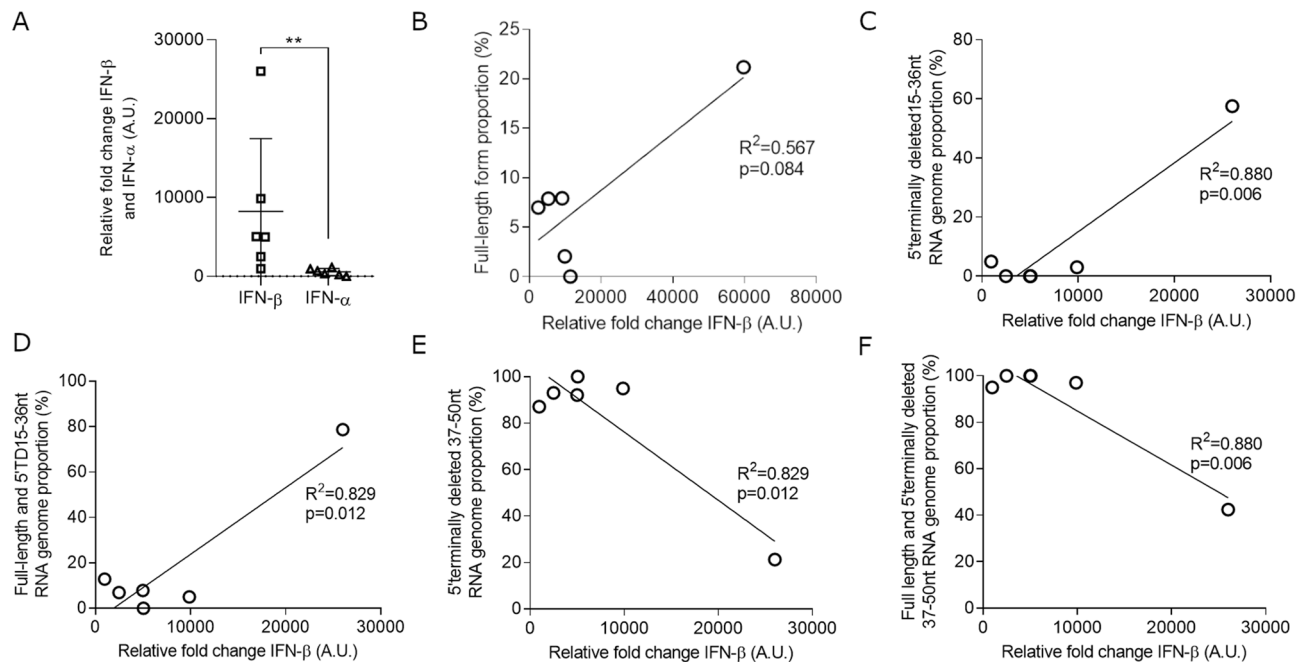 A
Relative fold change IFN-β
and IFN-α (A.U.)
30000
20000
10000
0
**
IFN-β
IFN-α
B
Full-length form proportion (%)
25
20
15
10
5
0
R²=0.567
p=0.084
20000
40000
60000
80000
Relative fold change IFN-β (A.U.)
C
5'terminally deleted15-36nt
RNA genome proportion (%)
80
60
40
20
0
R²=0.880
p=0.006
0
10000
20000
30000
Relative fold change IFN-β (A.U.)
D
Full-length and 5'TD15-36nt
RNA genome proportion (%)
100
80
60
40
20
0
R²=0.829
p=0.012
0
10000
20000
30000
Relative fold change IFN-β (A.U.)
E
5'terminally deleted 37-50nt
RNA genome proportion (%)
100
80
60
40
20
0
R²=0.829
p=0.012
0
10000
20000
30000
Relative fold change IFN-β (A.U.)
F
Full length and 5'terminally deleted
37-50nt RNA genome proportion (%)
100
80
60
40
20
0
R²=0.880
p=0.006
0
10000
20000
30000
Relative fold change IFN-β (A.U.)